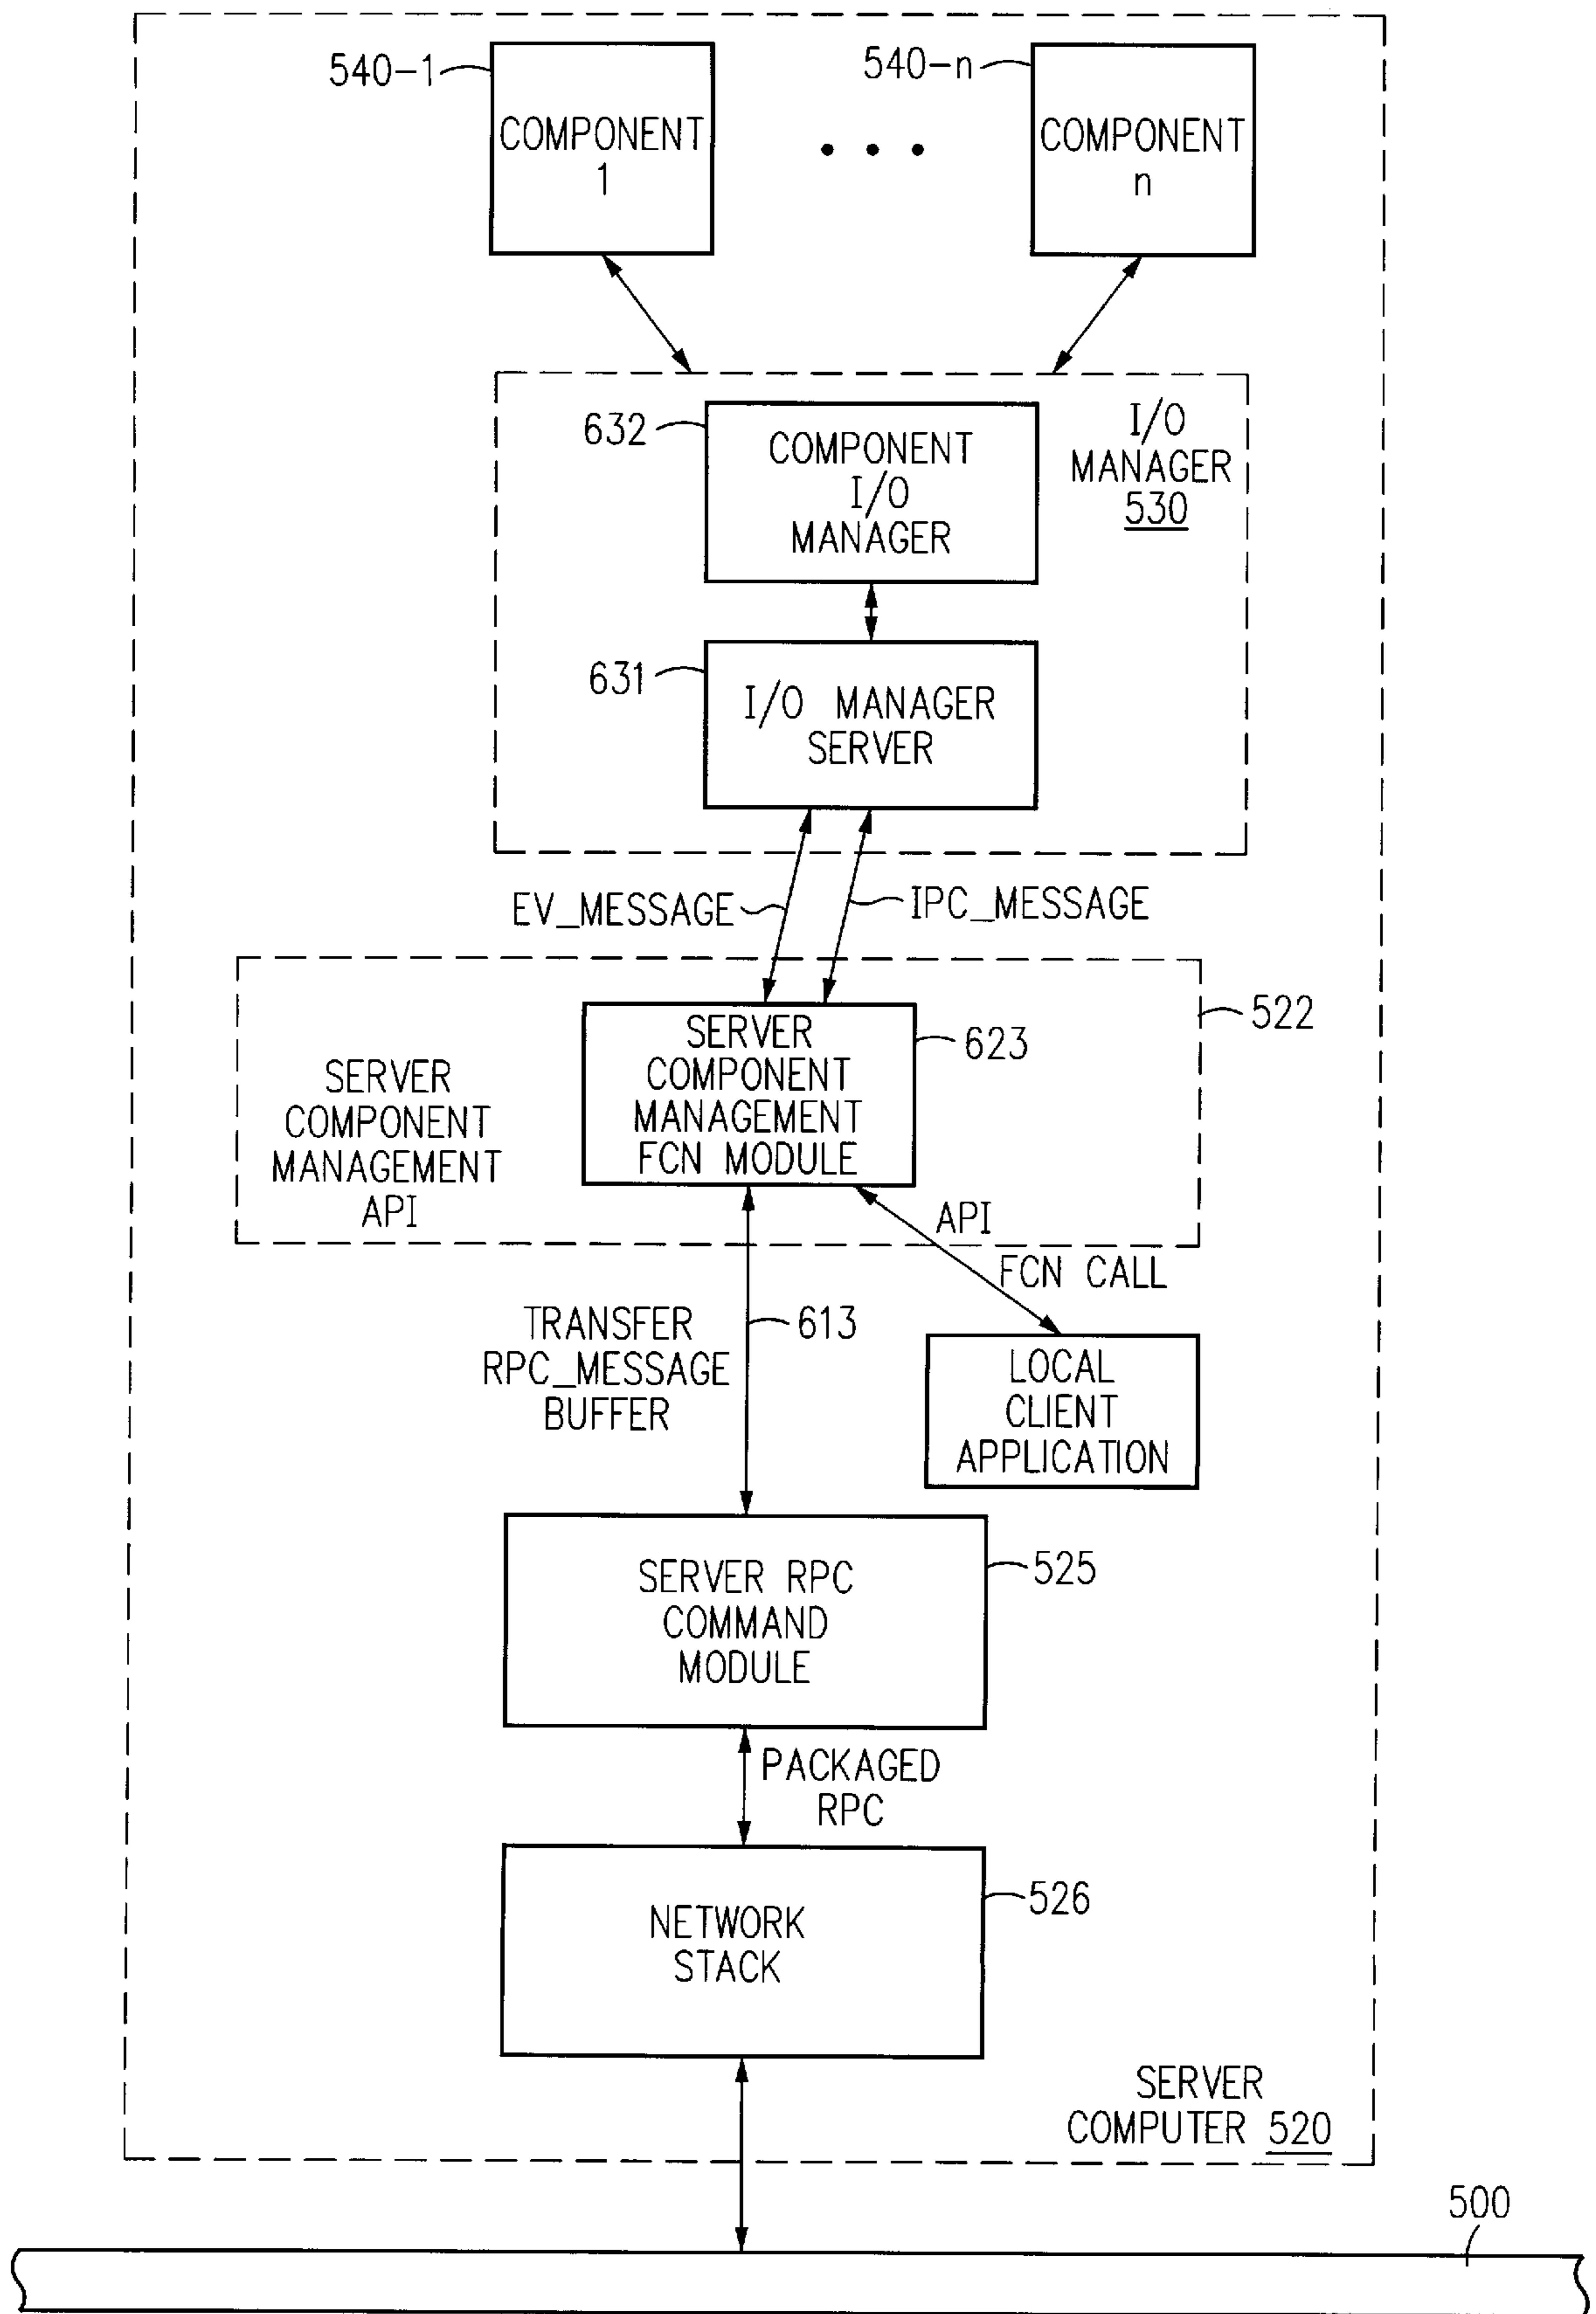 540-1
540-n
COMPONENT
1
COMPONENT
n
632
COMPONENT
I/O
MANAGER
I/O
MANAGER
530
631
I/O MANAGER
SERVER
EV_MESSAGE
IPC_MESSAGE
522
SERVER
COMPONENT
MANAGEMENT
API
SERVER
COMPONENT
MANAGEMENT
FCN MODULE
623
API
FCN CALL
TRANSFER
RPC_MESSAGE
BUFFER
613
LOCAL
CLIENT
APPLICATION
SERVER RPC
COMMAND
MODULE
525
PACKAGED
RPC
NETWORK
STACK
526
SERVER
COMPUTER 520
500